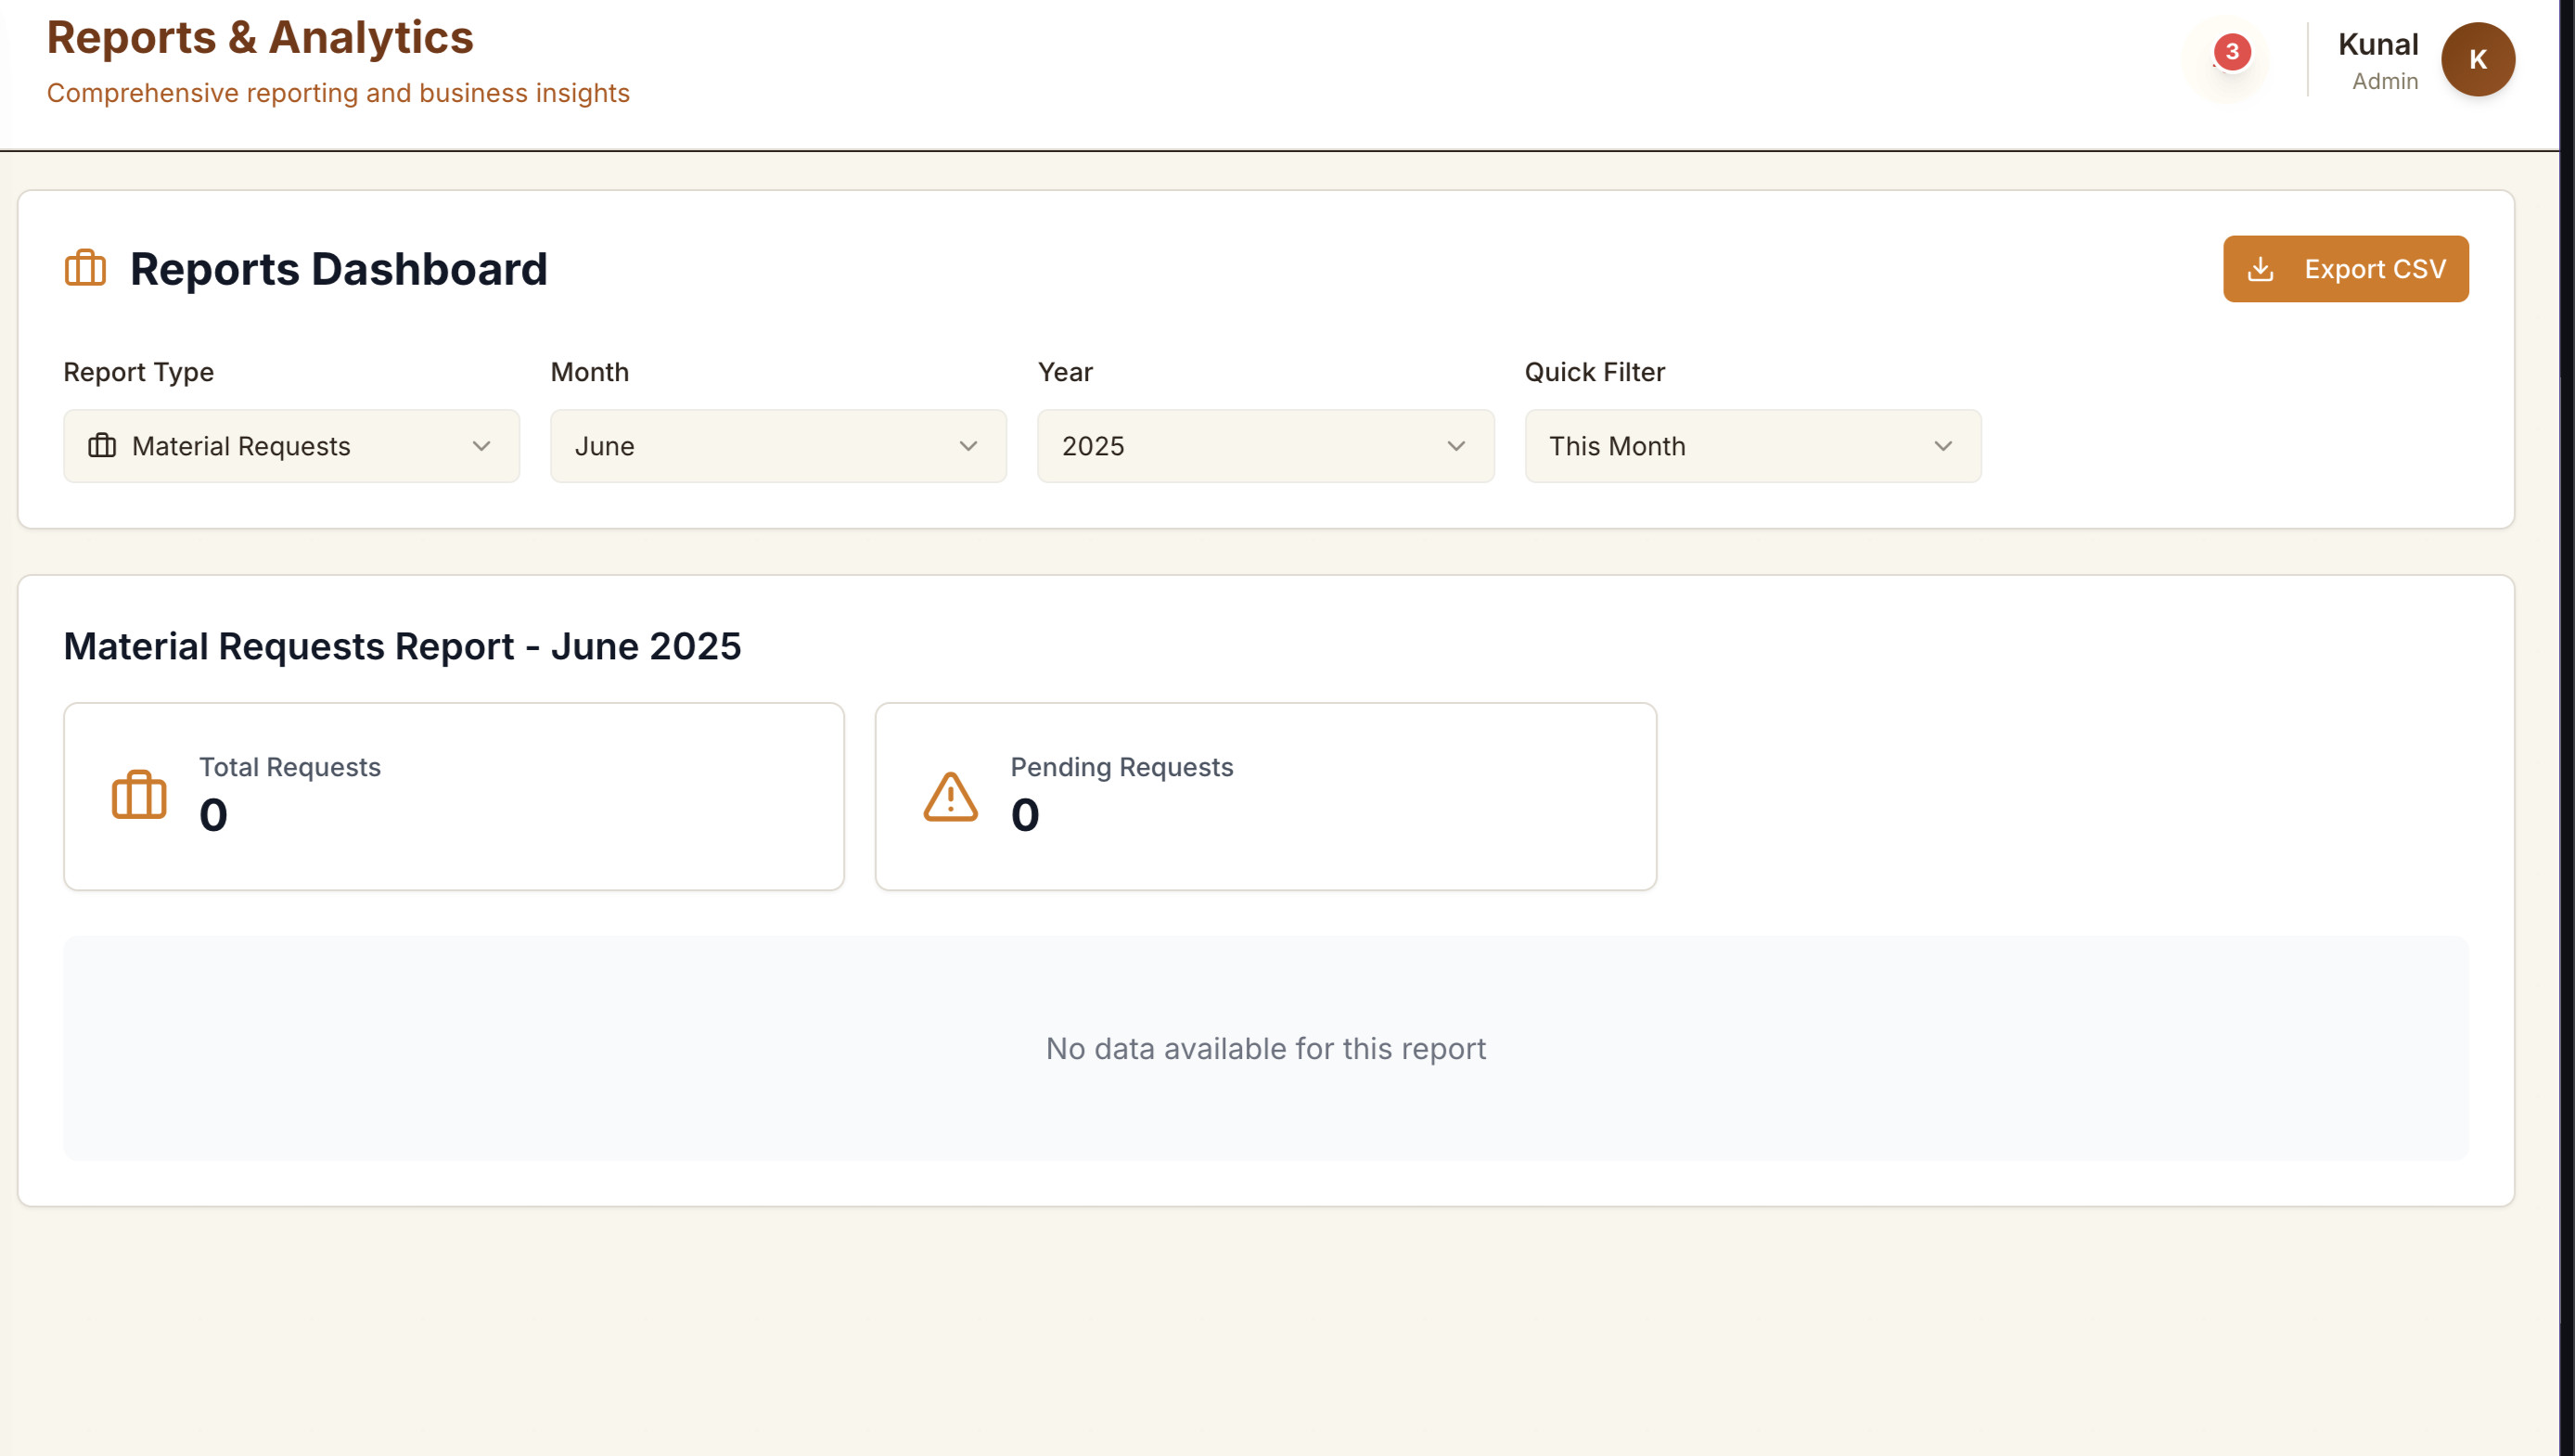 Reports & Analytics
Comprehensive reporting and business insights
3
Kunal
Admin
K
Reports Dashboard
Export CSV
Report Type
Month
Year
Quick Filter
Material Requests
June
2025
This Month
Material Requests Report - June 2025
Total Requests
0
Pending Requests
0
No data available for this report